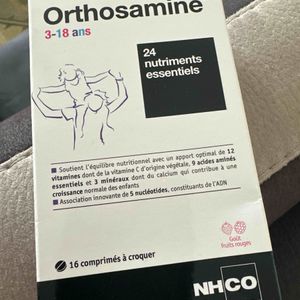 Orthosamine
3-18 ans
24
nutriments
essentiels
Soutient l'équilibre nutritionnel avec un apport optimal de 12
vitamines dont de la vitamine C d'origine végétale, 9 acides aminés
essentiels et 3 minéraux dont du calcium qui contribue à une
croissance normale des enfants
Association innovante de 5 nucléotides, constituants de l'ADN
Goût
fruits rouges
16 comprimés à croquer
NHCO